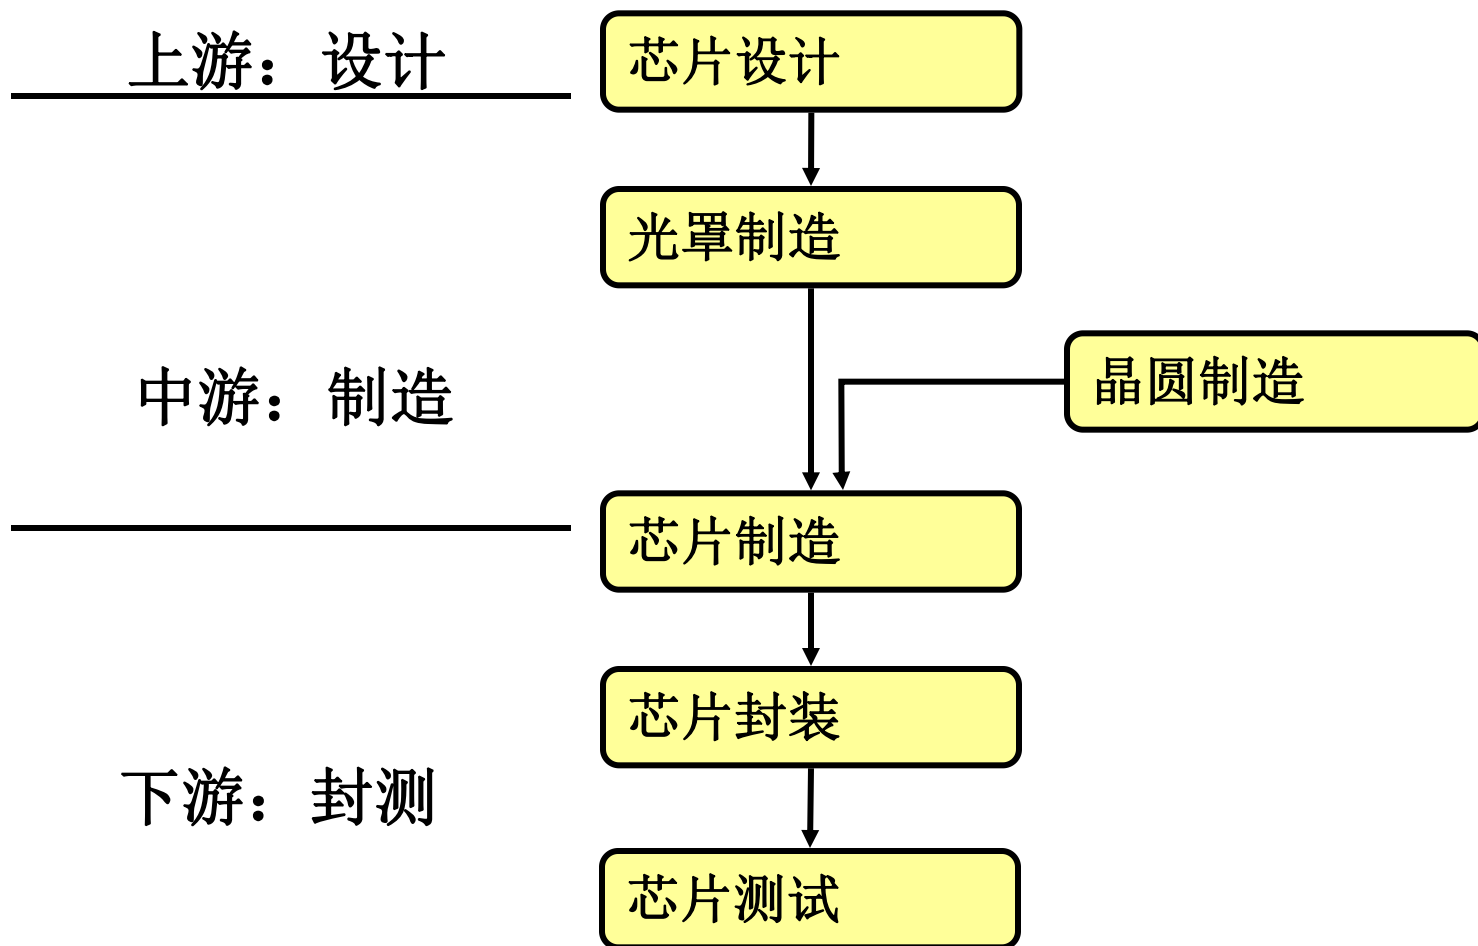 上游：设计
芯片设计
光罩制造
晶圆制造
中游：制造
芯片制造
芯片封装
下游：封测
芯片测试